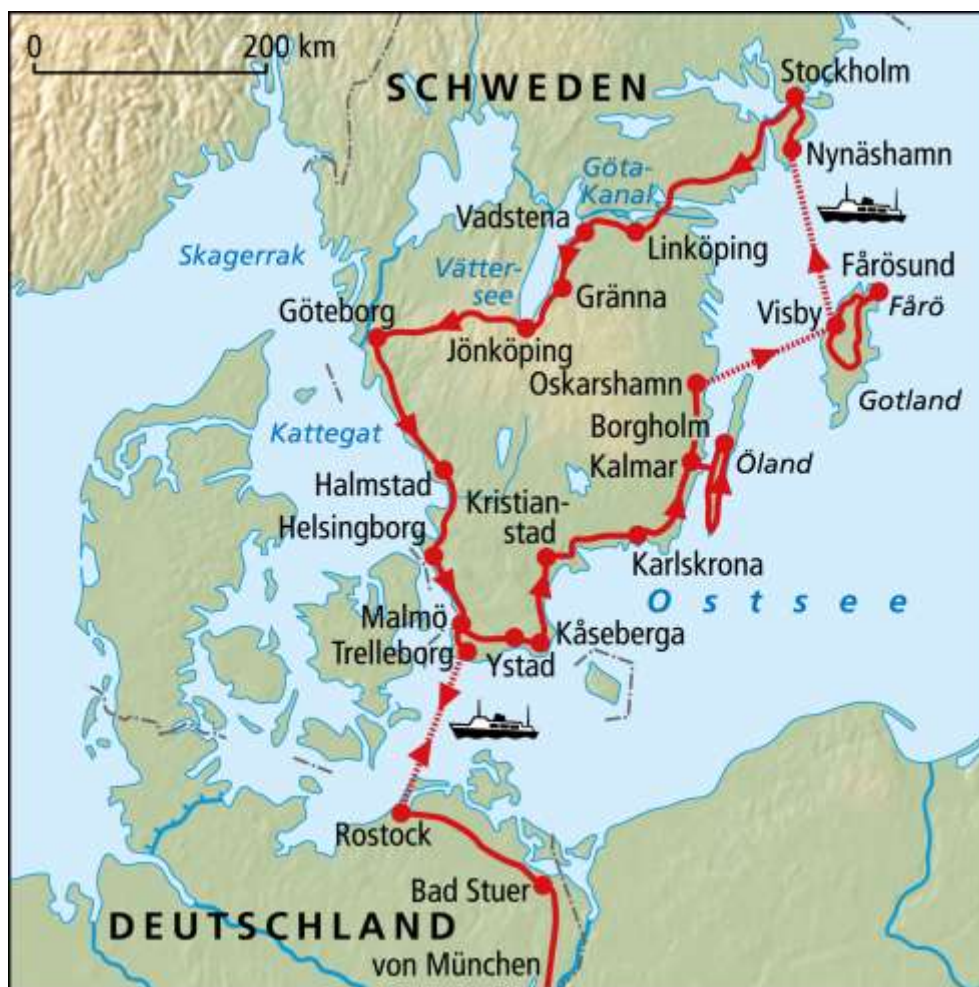 0 200 km
SCHWEDEN
Stockholm
Nynäshamn
Göta-
Kanal
Vadstena
Linköping
Skagerrak
Vätter-
see
Gränna
Fårösund
Fårö
Visby
Göteborg
Jönköping
Oskarshamn
Gotland
Kattegat
Borgholm
Kalmar
Öland
Halmstad
Kristian-
stad
Helsingborg
Karlskrona
Ostsee
Malmö
Kåseberga
Trelleborg
Ystad
Rostock
Bad Stuer
DEUTSCHLAND
von München